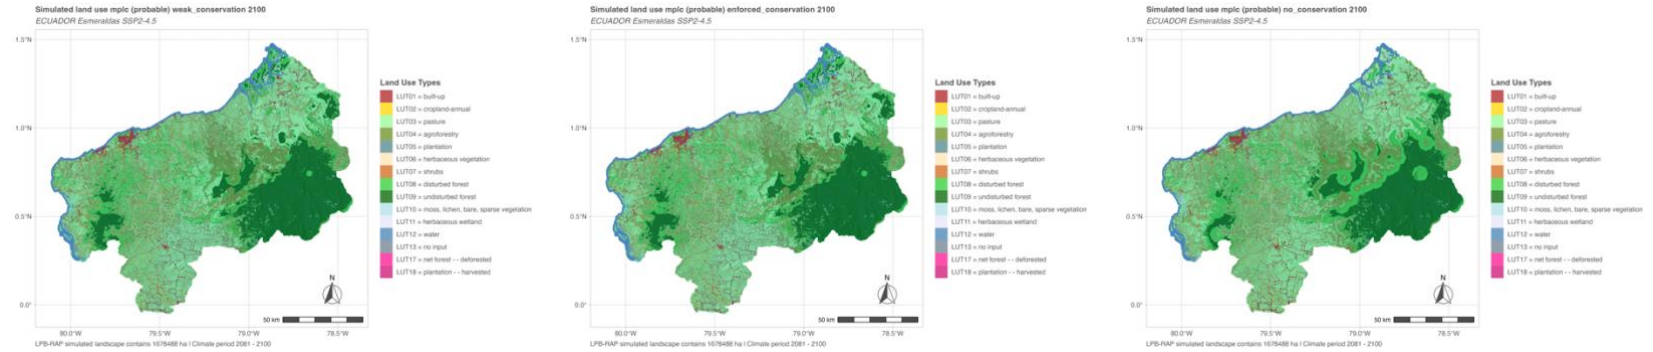 Simulated land use mplc (probable) weak_conservation 2100
ECUADOR Esmeraldas SSP2-4.5
1.5°N
1.0°N
0.5°N
0.0°
80.0°W 79.5°W 79.0°W 78.5°W
Land Use Types
LUT01 = built-up
LUT02 = cropland-annual
LUT03 = pasture
LUT04 = agroforestry
LUT05 = plantation
LUT06 = herbaceous vegetation
LUT07 = shrubs
LUT08 = disturbed forest
LUT09 = undisturbed forest
LUT10 = moss, lichen, bare, sparse vegetation
LUT11 = herbaceous wetland
LUT12 = water
LUT13 = no input
LUT17 = net forest - - deforested
LUT18 = plantation - - harvested
N
50 km
LPB-RAP simulated landscape contains 1678488 ha | Climate period 2081 - 2100
Simulated land use mplc (probable) enforced_conservation 2100
ECUADOR Esmeraldas SSP2-4.5
1.5°N
1.0°N
0.5°N
0.0°
80.0°W 79.5°W 79.0°W 78.5°W
Land Use Types
LUT01 = built-up
LUT02 = cropland-annual
LUT03 = pasture
LUT04 = agroforestry
LUT05 = plantation
LUT06 = herbaceous vegetation
LUT07 = shrubs
LUT08 = disturbed forest
LUT09 = undisturbed forest
LUT10 = moss, lichen, bare, sparse vegetation
LUT11 = herbaceous wetland
LUT12 = water
LUT13 = no input
LUT17 = net forest - - deforested
LUT18 = plantation - - harvested
N
50 km
LPB-RAP simulated landscape contains 1678488 ha | Climate period 2081 - 2100
Simulated land use mplc (probable) no_conservation 2100
ECUADOR Esmeraldas SSP2-4.5
1.5°N
1.0°N
0.5°N
0.0°
80.0°W 79.5°W 79.0°W 78.5°W
Land Use Types
LUT01 = built-up
LUT02 = cropland-annual
LUT03 = pasture
LUT04 = agroforestry
LUT05 = plantation
LUT06 = herbaceous vegetation
LUT07 = shrubs
LUT08 = disturbed forest
LUT09 = undisturbed forest
LUT10 = moss, lichen, bare, sparse vegetation
LUT11 = herbaceous wetland
LUT12 = water
LUT13 = no input
LUT17 = net forest - - deforested
LUT18 = plantation - - harvested
N
50 km
LPB-RAP simulated landscape contains 1678488 ha | Climate period 2081 - 2100